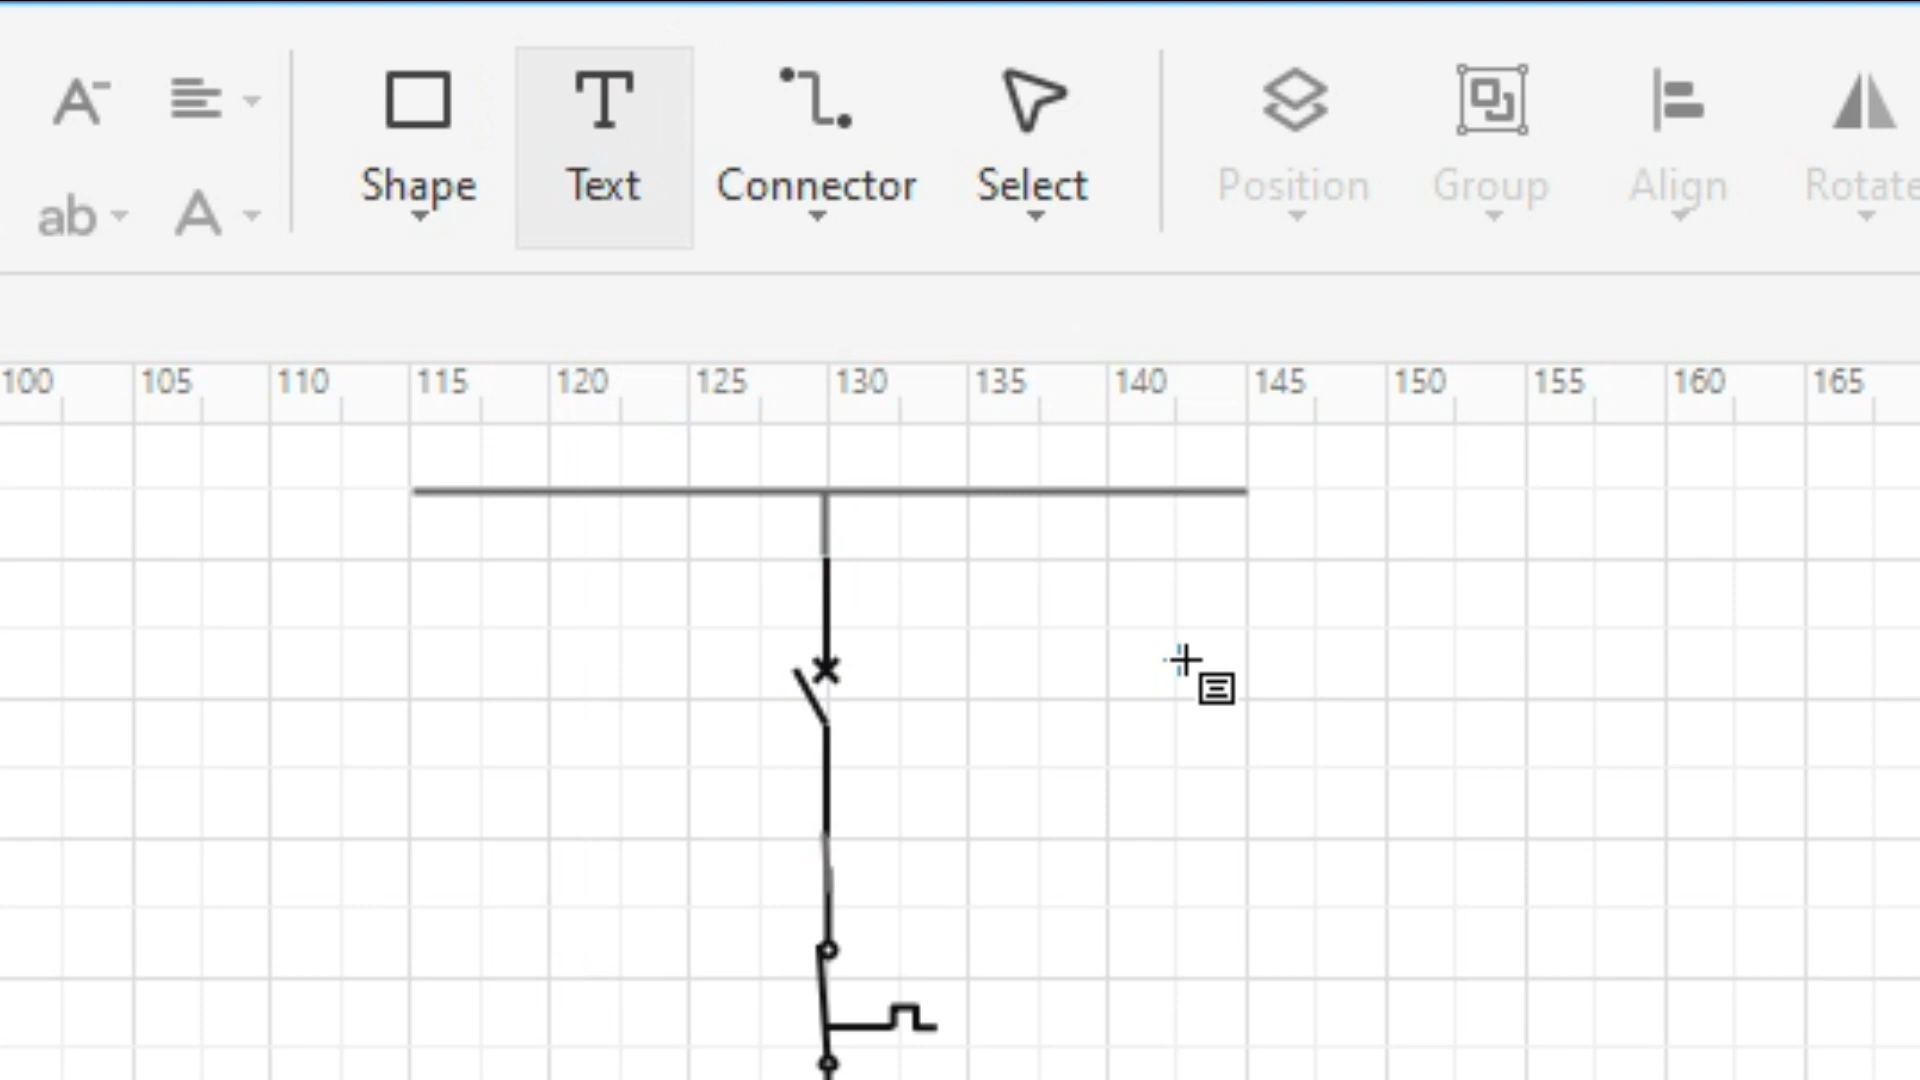 A-
ab A
Shape Text Connector Select Position Group Align Rotate
100 105 110 115 120 125 130 135 140 145 150 155 160 165